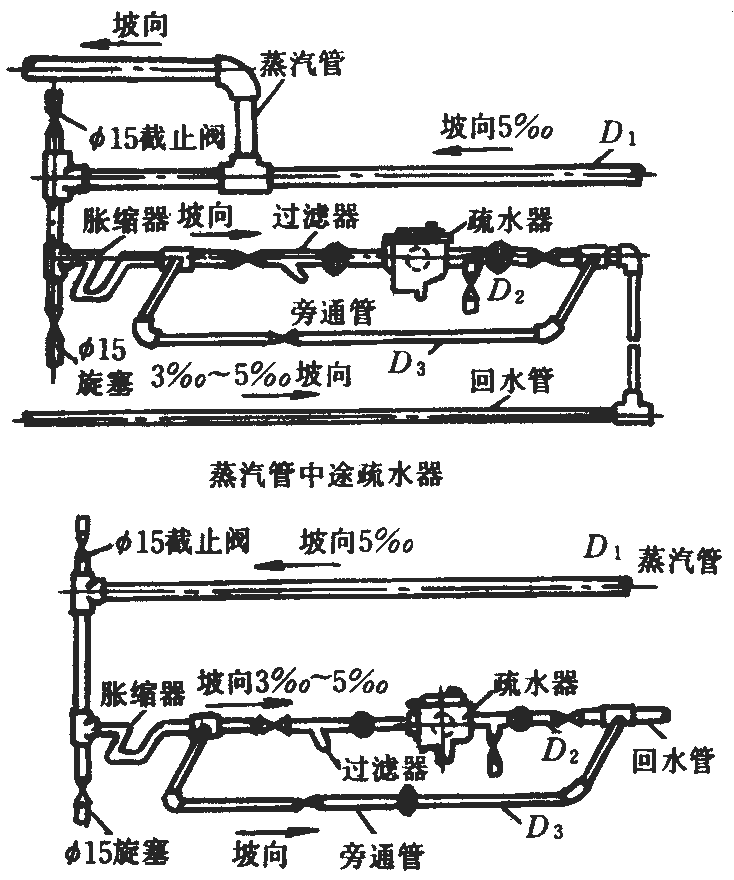 坡向
蒸汽管
φ15截止阀
坡向5‰
D1
胀缩器
坡向
过滤器
疏水器
D2
旁通管
φ15
旋塞
D3
3‰~5‰坡向
回水管
蒸汽管中途疏水器
φ15截止阀
坡向5‰
D1
蒸汽管
胀缩器
坡向3‰~5‰
疏水器
过滤器
D2
回水管
φ15旋塞
坡向
旁通管
D3